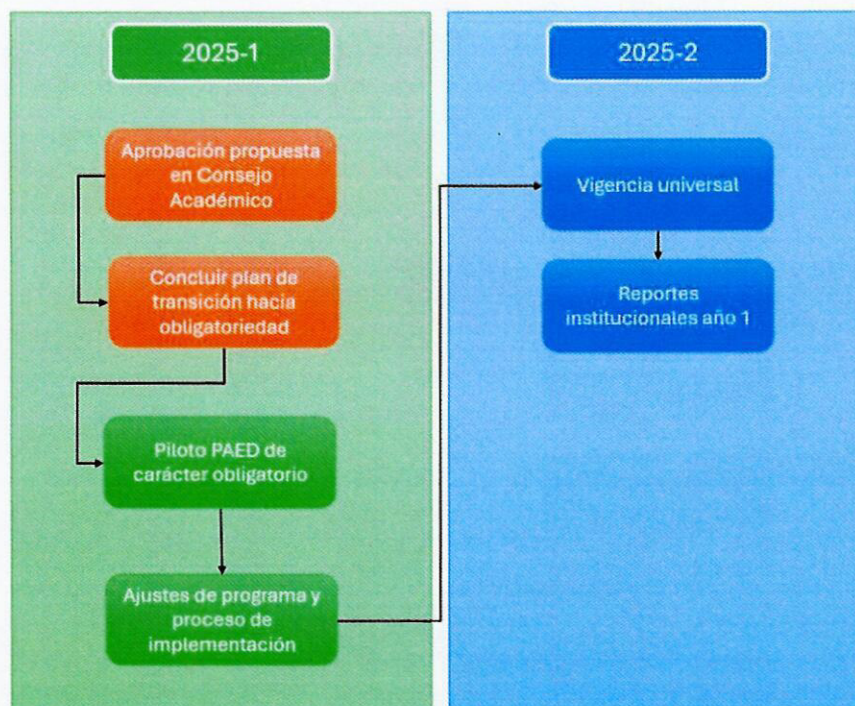 2025-1
Aprobación propuesta
en Consejo
Académico
Concluir plan de
transición hacia
obligatoriedad
Piloto PAED de
carácter obligatorio
Ajustes de programa y
proceso de
implementación
2025-2
Vigencia universal
Reportes
institucionales año 1